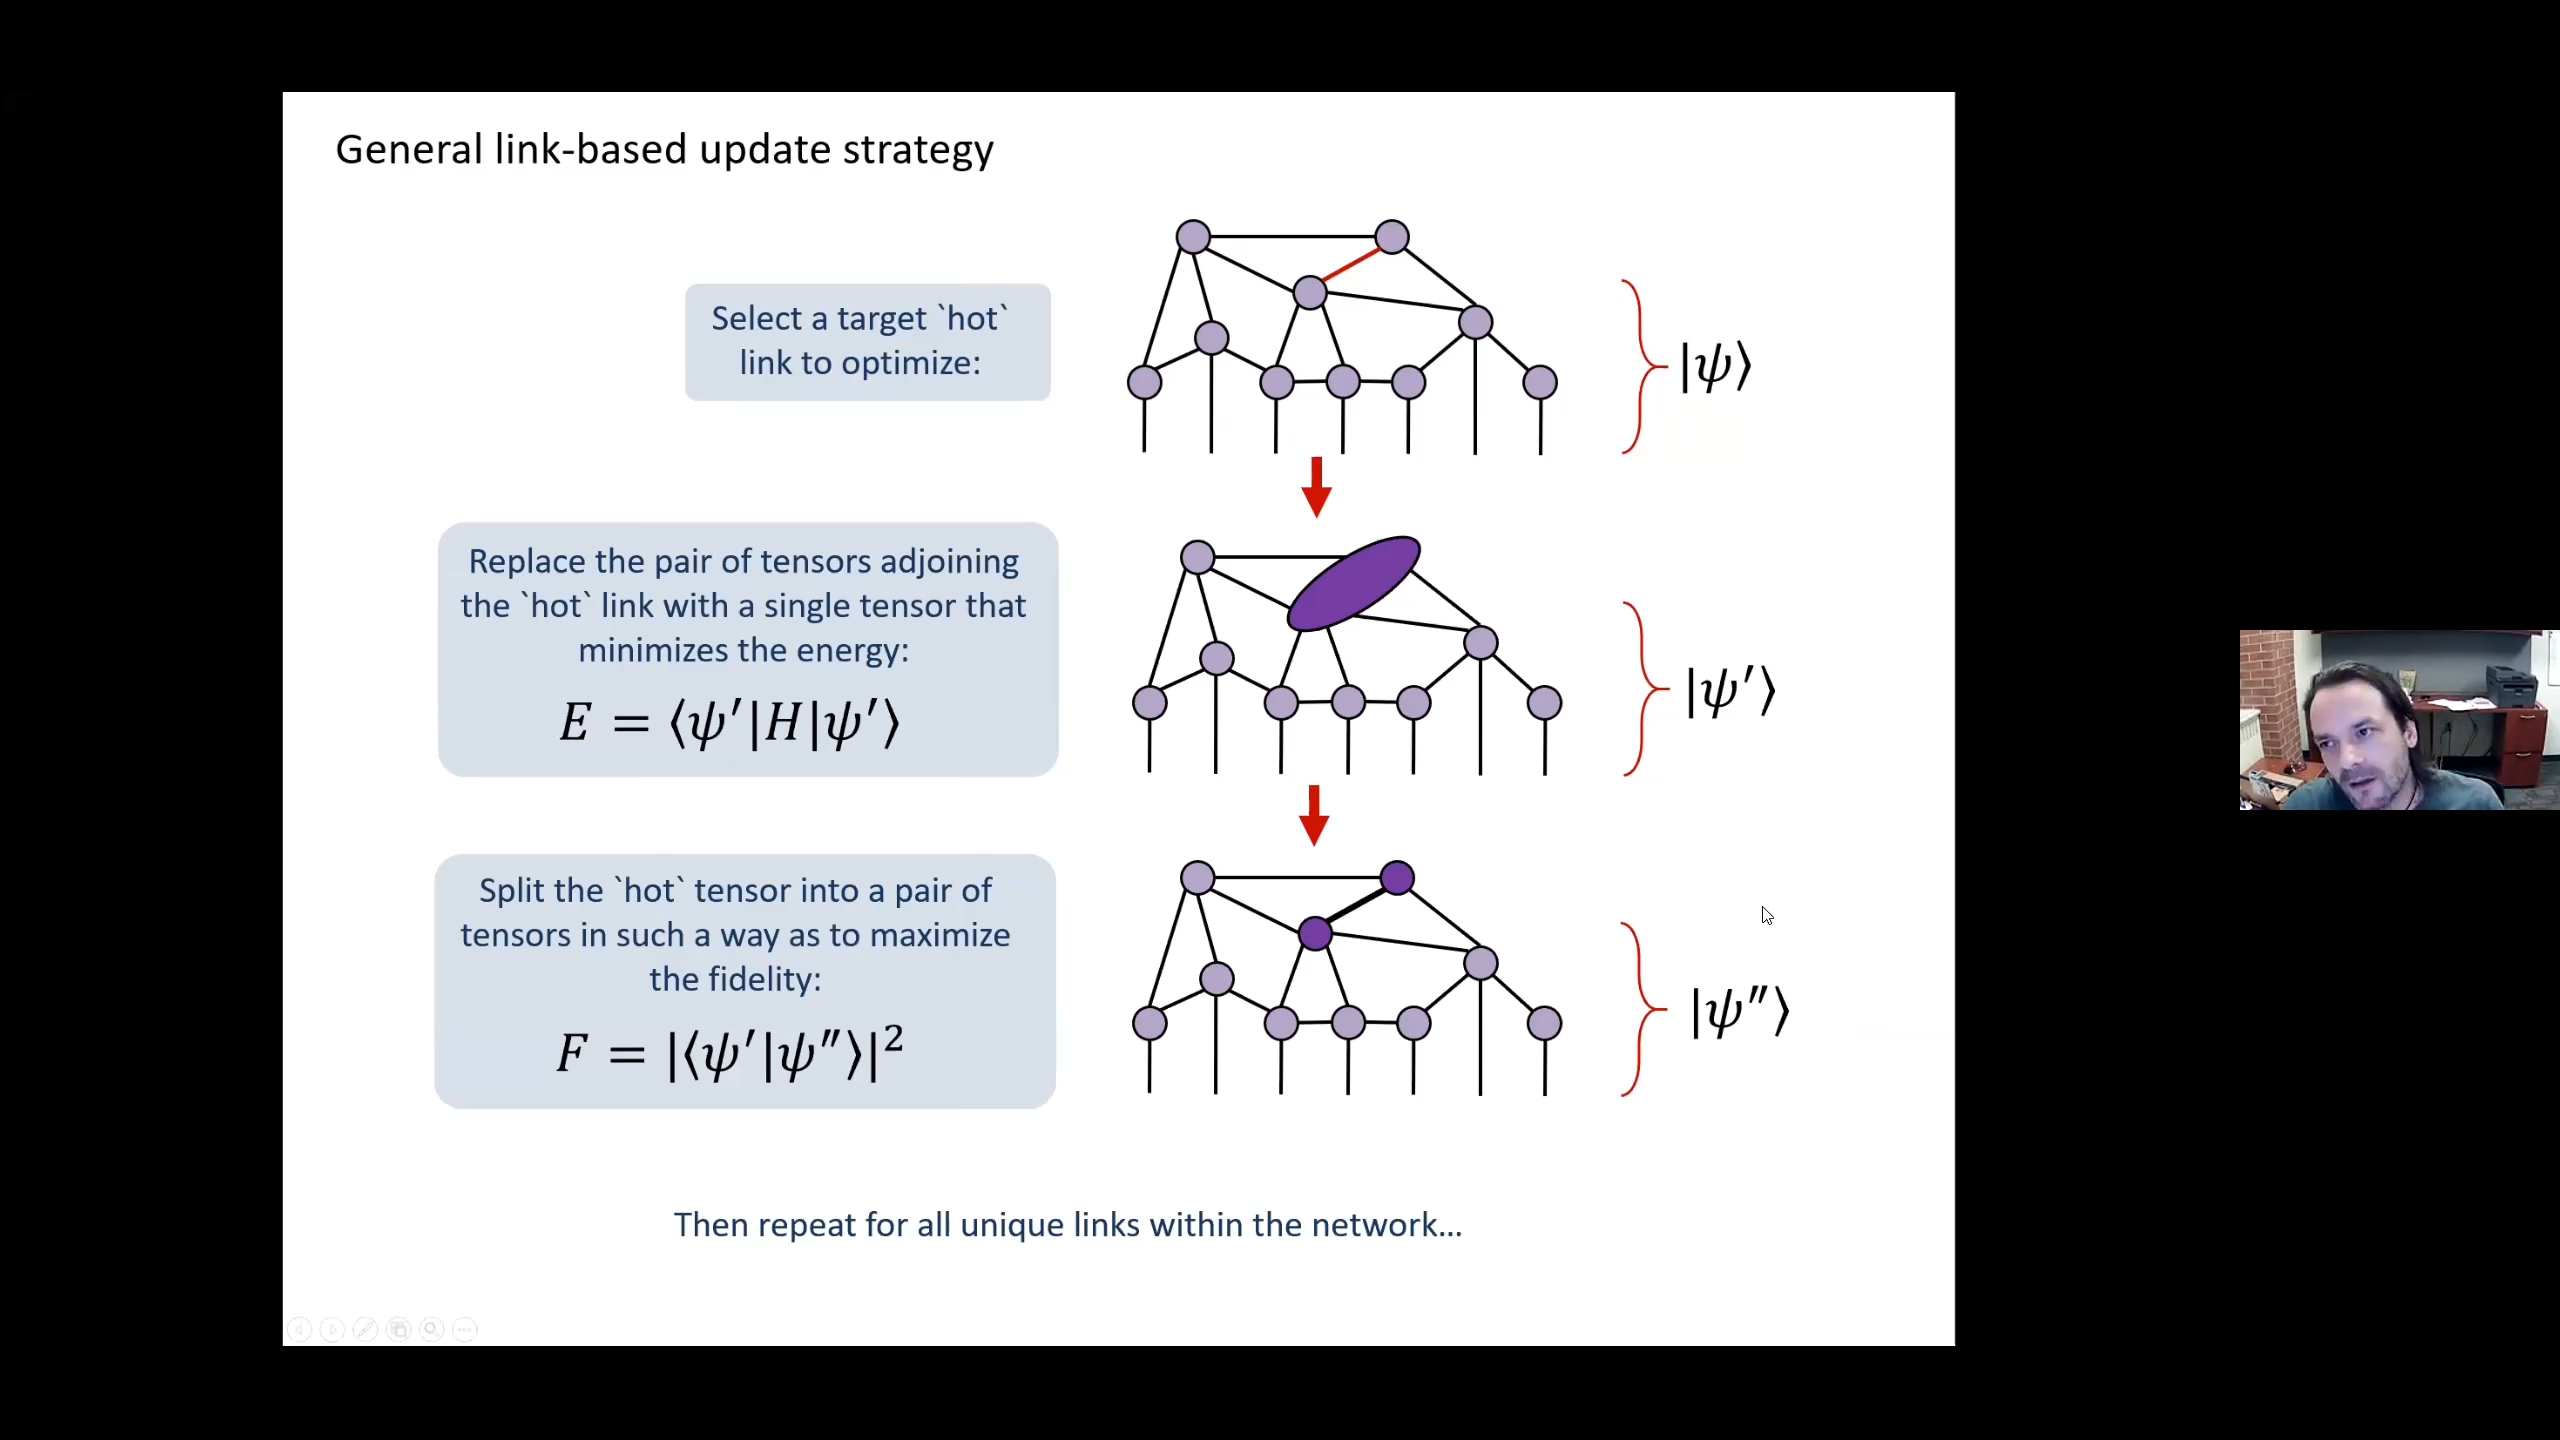 General link-based update strategy
Select a target `hot`
link to optimize:
|ψ⟩
Replace the pair of tensors adjoining
the `hot` link with a single tensor that
minimizes the energy:
E = ⟨ψ′|H|ψ′⟩
|ψ′⟩
Split the `hot` tensor into a pair of
tensors in such a way as to maximize
the fidelity:
F = |⟨ψ′|ψ″⟩|²
|ψ″⟩
Then repeat for all unique links within the network…